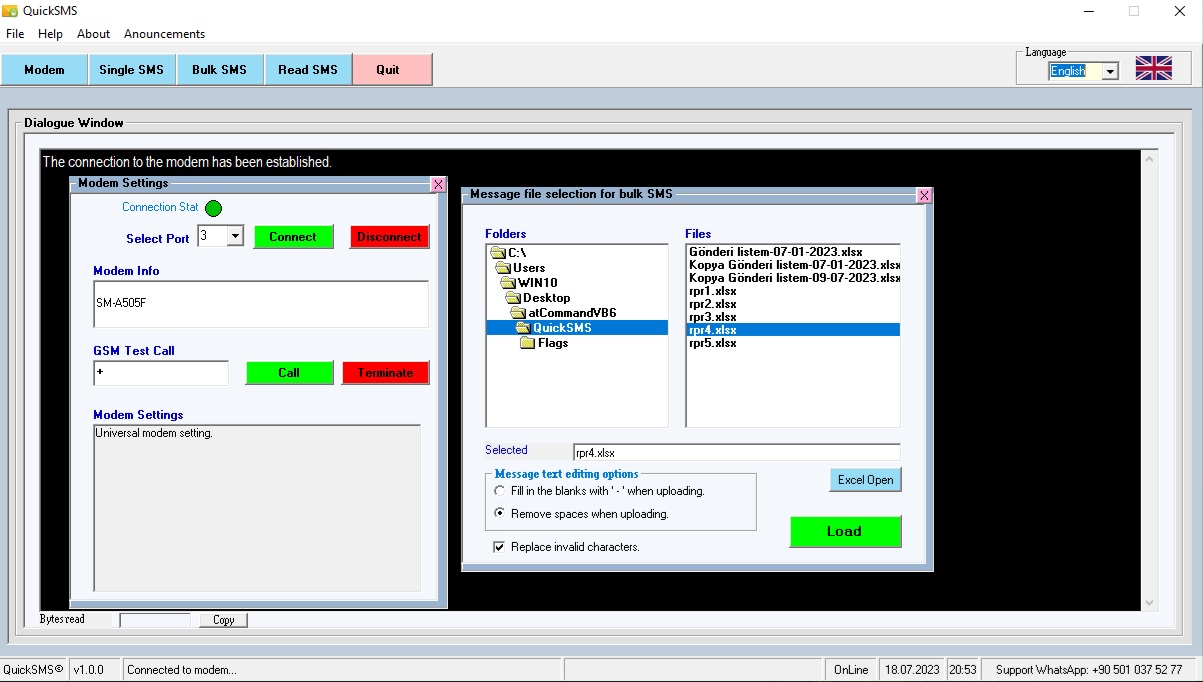 QuickSMS
File Help About Anouncements
Modem Single SMS Bulk SMS Read SMS Quit
Language
English
Dialogue Window
The connection to the modem has been established.
Modem Settings X
Connection Stat
Select Port 3 Connect Disconnect
Modem Info
SM-A505F
GSM Test Call
+ Call Terminate
Modem Settings
Universal modem setting.
Message file selection for bulk SMS X
Folders
C:\
Users
WIN10
Desktop
atCommandVB6
QuickSMS
Flags
Files
Gönderi listem-07-01-2023.xlsx
Kopya Gönderi listem-07-01-2023.xlsx
Kopya Gönderi listem-09-07-2023.xlsx
rpr1.xlsx
rpr2.xlsx
rpr3.xlsx
rpr4.xlsx
rpr5.xlsx
Selected rpr4.xlsx
Message text editing options
Fill in the blanks with ' - ' when uploading.
Remove spaces when uploading.
Replace invalid characters.
Excel Open
Load
Bytes read Copy
QuickSMS® v1.0.0 Connected to modem... OnLine 18.07.2023 20:53 Support WhatsApp: +90 501 037 52 77